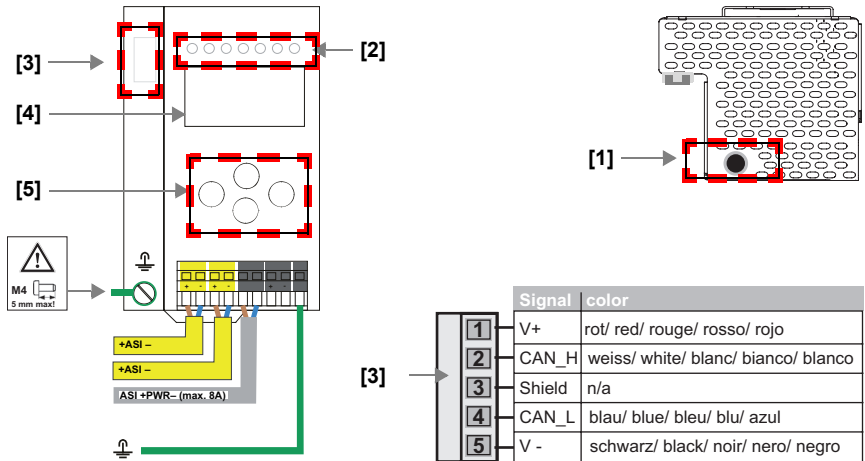 [3]
[2]
[4]
[1]
[5]
M4
5 mm max!
+ - + - + - + -
+ASI –
+ASI –
ASI +PWR– (max. 8A)
[3]
Signal color
1 V+ rot/ red/ rouge/ rosso/ rojo
2 CAN_H weiss/ white/ blanc/ bianco/ blanco
3 Shield n/a
4 CAN_L blau/ blue/ bleu/ blu/ azul
5 V - schwarz/ black/ noir/ nero/ negro